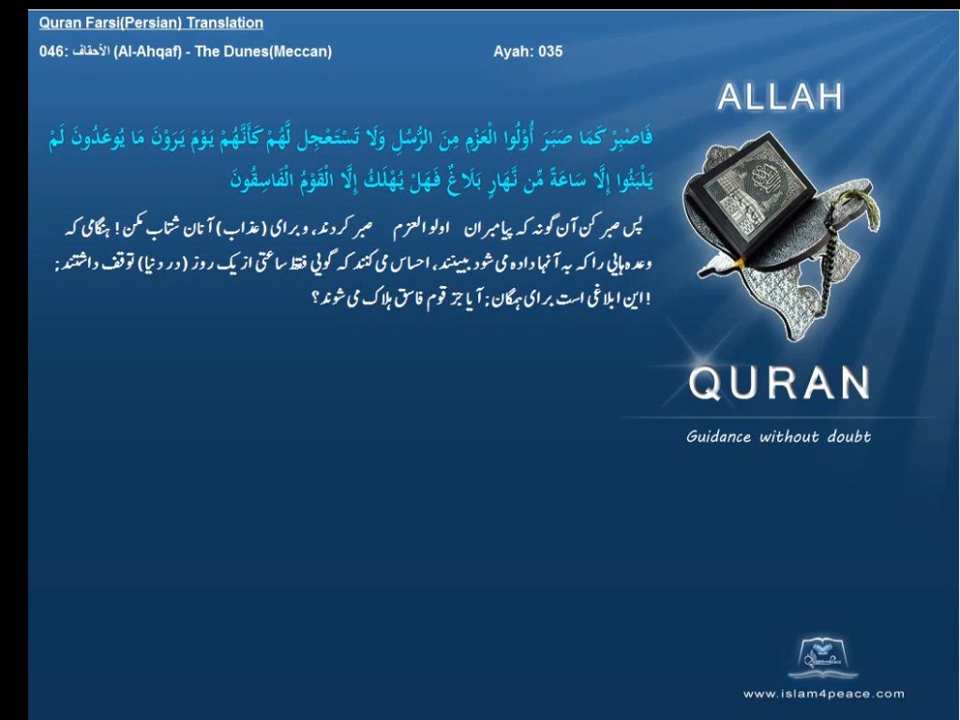 Quran Farsi(Persian) Translation
046: الأحقاف (Al-Ahqaf) - The Dunes(Meccan) Ayah: 035
ALLAH
فَاصْبِرْ كَمَا صَبَرَ أُوْلُوا الْعَزْمِ مِنَ الرُّسُلِ وَلَا تَسْتَعْجِل لَّهُمْ كَأَنَّهُمْ يَوْمَ يَرَوْنَ مَا يُوعَدُونَ لَمْ
يَلْبَثُوا إِلَّا سَاعَةً مِّن نَّهَارٍ بَلَاغٌ فَهَلْ يُهْلَكُ إِلَّا الْقَوْمُ الْفَاسِقُونَ
پس صبر کن آن گونه که پیامبران اولو العزم صبر کردند، و برای (عذاب) آنان شتاب مکن! هنگامی که
وعده‌هایی را که به آنها داده می‌شود ببینند، احساس می‌کنند که گویی فقط ساعتی از یک روز (در دنیا) توقف داشتند;
! این ابلاغی است برای همگان; آیا جز قوم فاسق هلاک می‌شوند؟
QURAN
Guidance without doubt
www.islam4peace.com